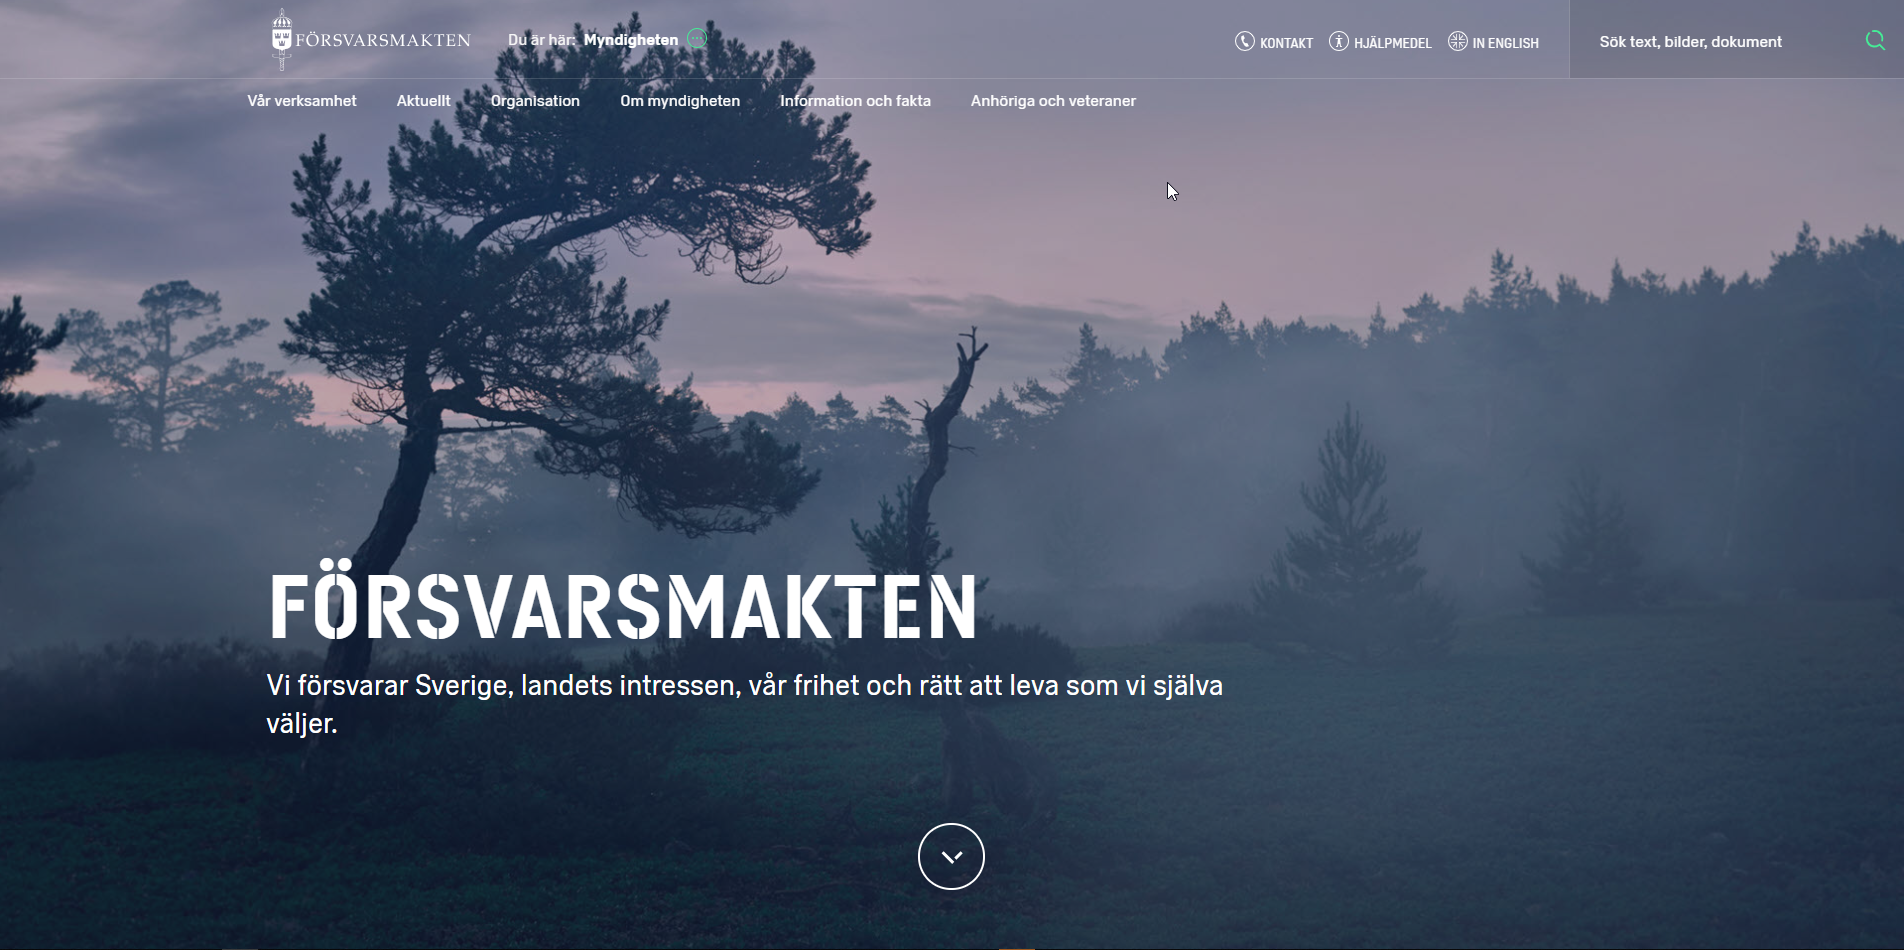 FÖRSVARSMAKTEN
Du är här: Myndigheten
KONTAKT
HJÄLPMEDEL
IN ENGLISH
Sök text, bilder, dokument
Vår verksamhet
Aktuellt
Organisation
Om myndigheten
Information och fakta
Anhöriga och veteraner
FÖRSVARSMAKTEN
Vi försvarar Sverige, landets intressen, vår frihet och rätt att leva som vi själva
väljer.